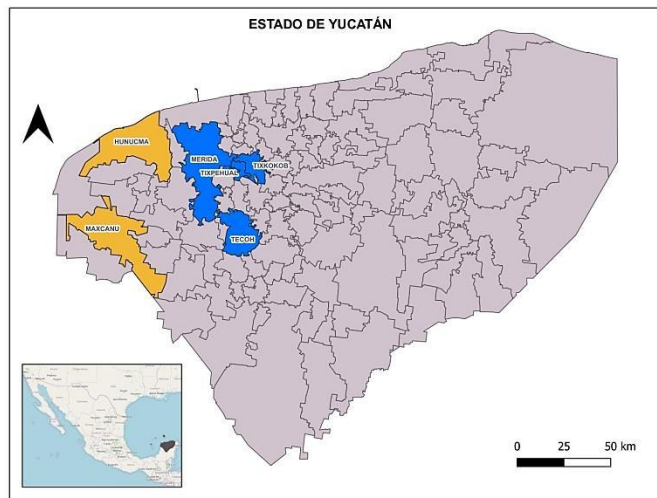 ESTADO DE YUCATÁN
HUNUCMA
MERIDA
TIXKOKOB
TIXPEHUAL
MAXCANU
TECOH
0 25 50 km